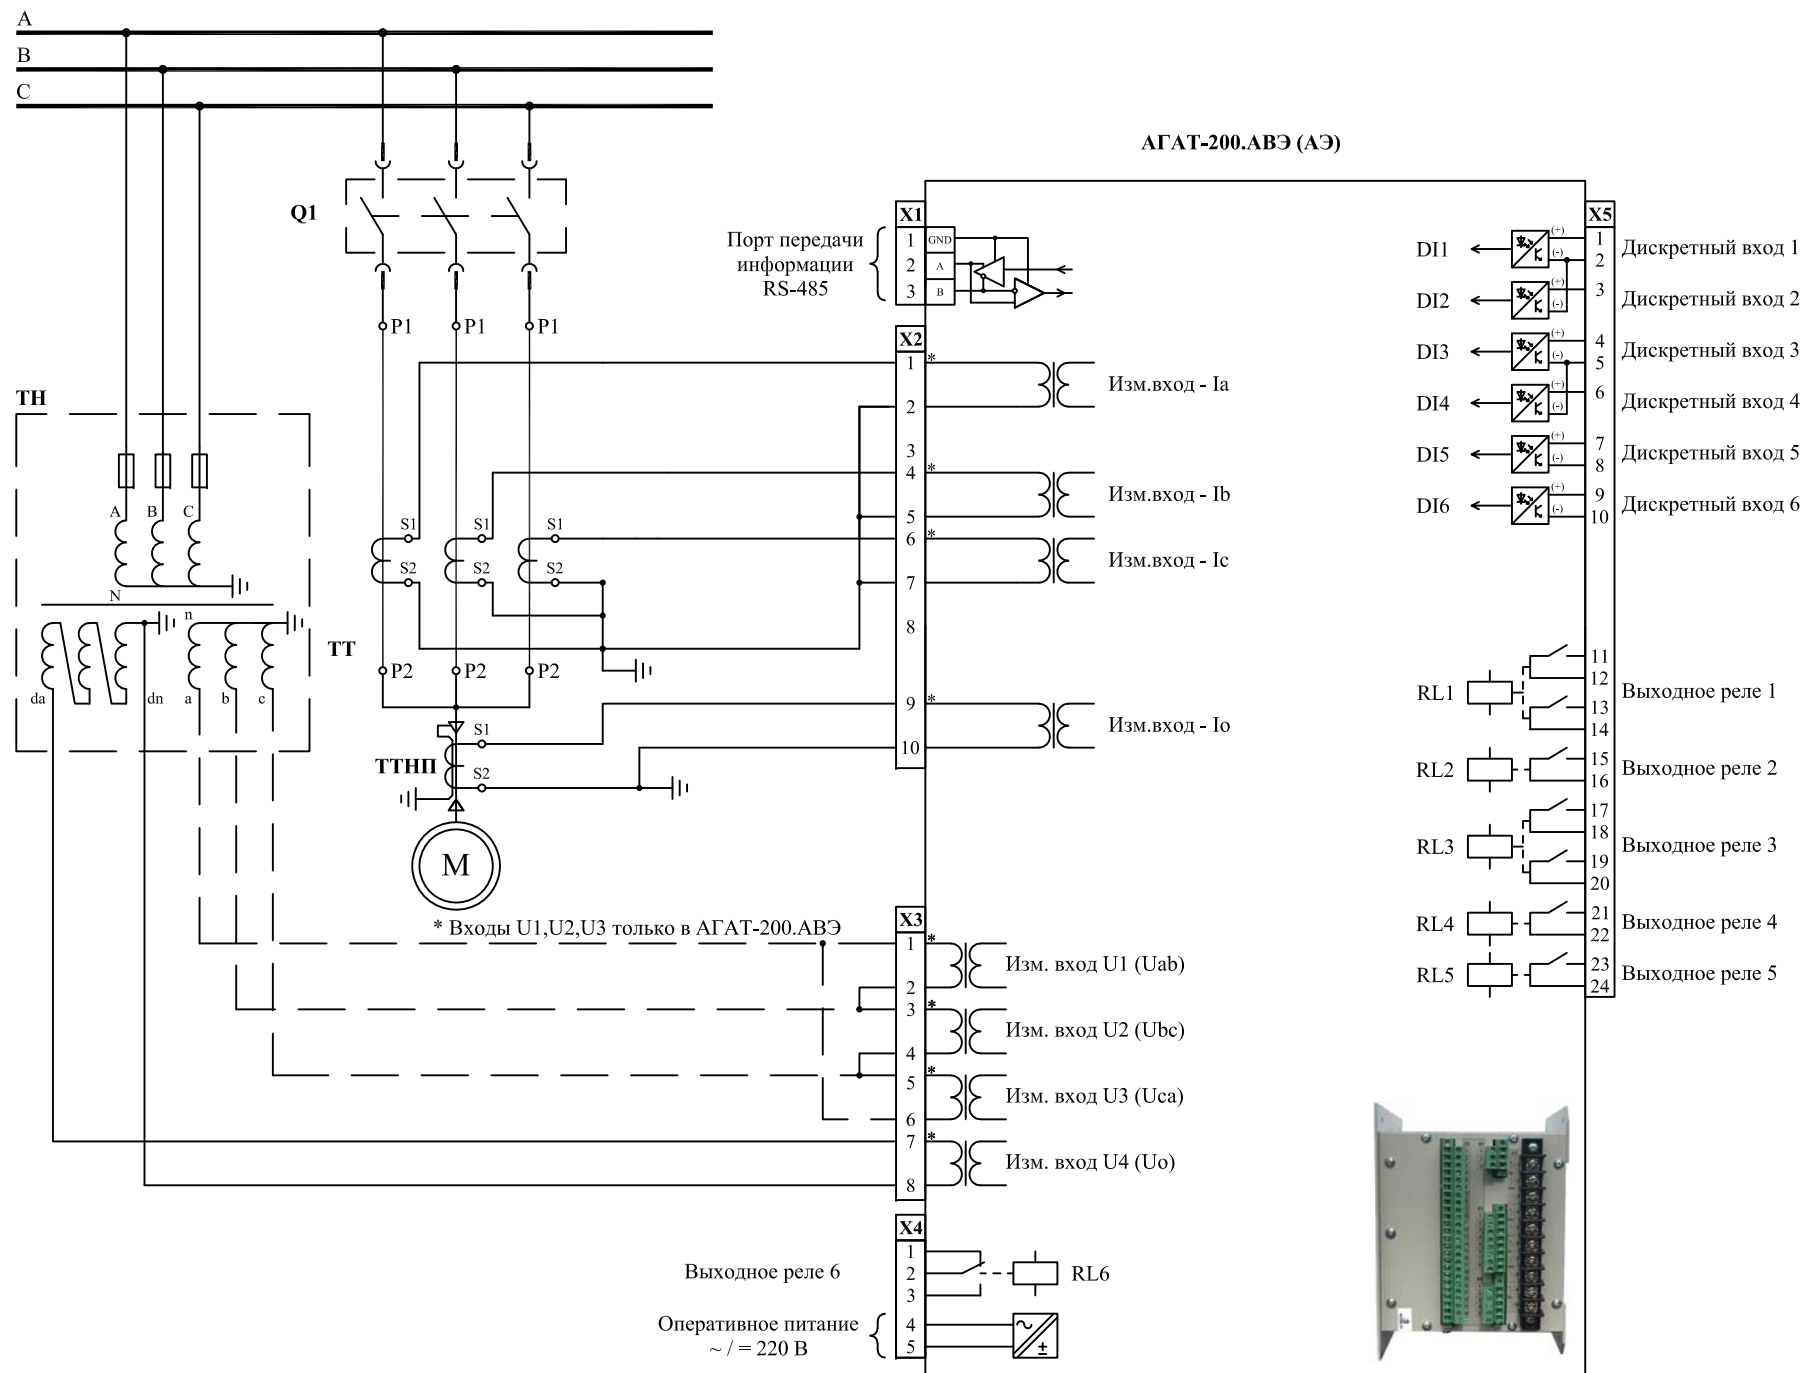 A
B
C
АГАТ-200.АВЭ (АЭ)
Q1
P1
P1
P1
ТН
A
B
C
N
n
da
dn
a
b
c
ТТ
S1
S1
S1
S2
S2
S2
P2
P2
P2
S1
ТТНП
S2
M
* Входы U1,U2,U3 только в АГАТ-200.АВЭ
Порт передачи
информации
RS-485
X1
1 GND
2 A
3 B
X2
1 *
Изм.вход - Ia
2
3
4 *
Изм.вход - Ib
5
6 *
Изм.вход - Ic
7
8
9 *
Изм.вход - Io
10
X3
1 *
Изм. вход U1 (Uab)
2
3 *
Изм. вход U2 (Ubc)
4
5 *
Изм. вход U3 (Uca)
6
7 *
Изм. вход U4 (Uo)
8
X4
1
Выходное реле 6
2
RL6
3
Оперативное питание
~ / = 220 В
4
5
~
±
X5
DI1 (+) 1 Дискретный вход 1
(-) 2
DI2 (+) 3 Дискретный вход 2
(-)
DI3 (+) 4 Дискретный вход 3
(-) 5
DI4 (+) 6 Дискретный вход 4
(-)
DI5 (+) 7 Дискретный вход 5
(-) 8
DI6 (+) 9 Дискретный вход 6
(-) 10
11
12
RL1 Выходное реле 1
13
14
15
RL2 Выходное реле 2
16
17
18
RL3 Выходное реле 3
19
20
21
RL4 Выходное реле 4
22
23
RL5 Выходное реле 5
24